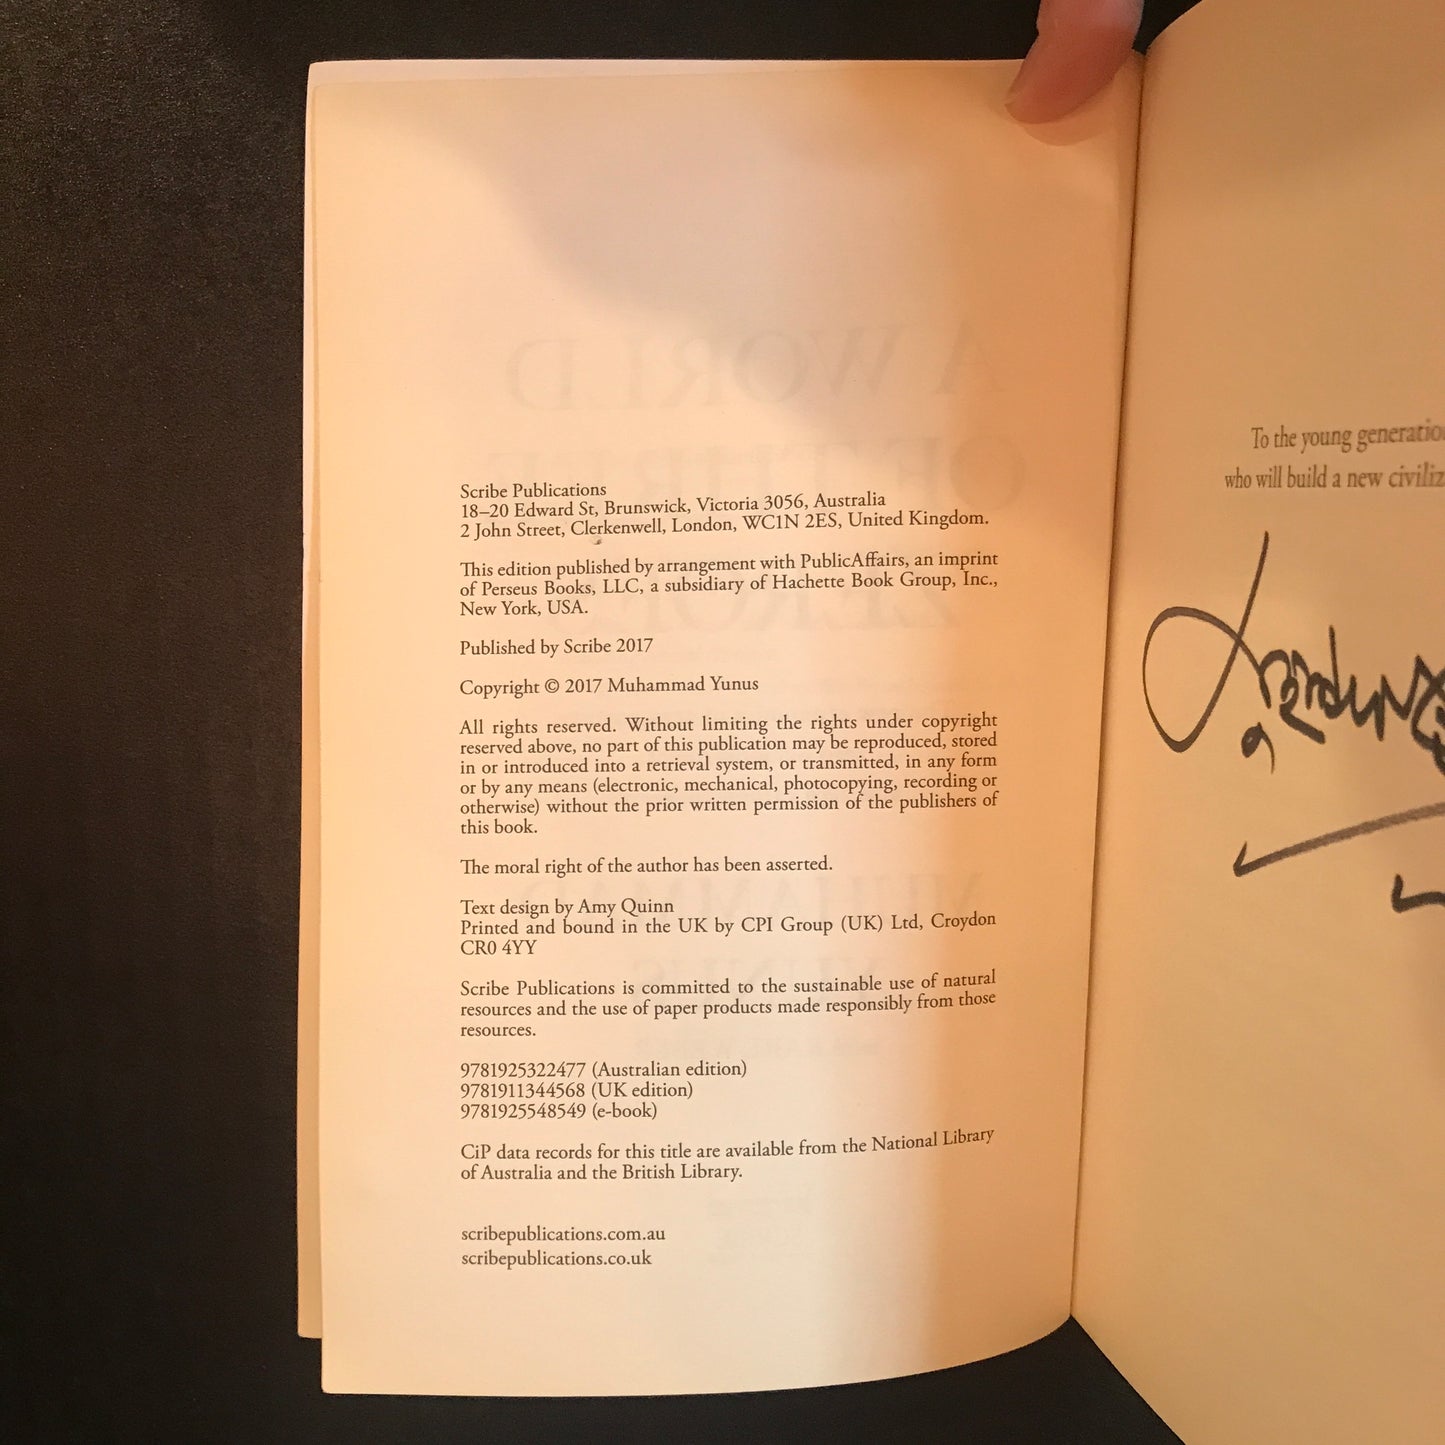 Scribe Publications
18–20 Edward St, Brunswick, Victoria 3056, Australia
2 John Street, Clerkenwell, London, WC1N 2ES, United Kingdom.
This edition published by arrangement with PublicAffairs, an imprint
of Perseus Books, LLC, a subsidiary of Hachette Book Group, Inc.,
New York, USA.
Published by Scribe 2017
Copyright © 2017 Muhammad Yunus
All rights reserved. Without limiting the rights under copyright
reserved above, no part of this publication may be reproduced, stored
in or introduced into a retrieval system, or transmitted, in any form
or by any means (electronic, mechanical, photocopying, recording or
otherwise) without the prior written permission of the publishers of
this book.
The moral right of the author has been asserted.
Text design by Amy Quinn
Printed and bound in the UK by CPI Group (UK) Ltd, Croydon
CR0 4YY
Scribe Publications is committed to the sustainable use of natural
resources and the use of paper products made responsibly from those
resources.
9781925322477 (Australian edition)
9781911344568 (UK edition)
9781925548549 (e-book)
CiP data records for this title are available from the National Library
of Australia and the British Library.
scribepublications.com.au
scribepublications.co.uk
To the young generatio
who will build a new civiliz